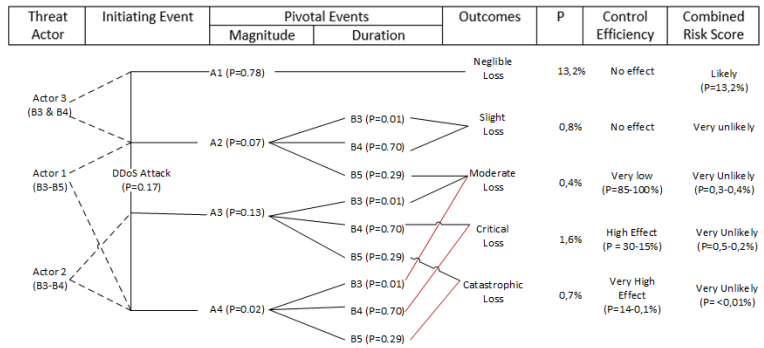 Threat Actor
Initiating Event
Pivotal Events
Outcomes
P
Control Efficiency
Combined Risk Score
Magnitude
Duration
Neglible
Loss
A1 (P=0.78)
13,2%
No effect
Likely
(P=13,2%)
Actor 3
(B3 & B4)
B3 (P=0.01)
Slight
Loss
0,8%
No effect
Very unlikely
A2 (P=0.07)
B4 (P=0.70)
Actor 1
(B3-B5)
DDoS Attack
(P=0.17)
B5 (P=0.29)
Moderate
Loss
0,4%
Very low
(P=85-100%)
Very Unlikely
(P=0,3-0,4%)
B3 (P=0.01)
A3 (P=0.13)
B4 (P=0.70)
Critical
Loss
1,6%
High Effect
(P = 30-15%)
Very Unlikely
(P=0,5-0,2%)
B5 (P=0.29)
Actor 2
(B3-B4)
B3 (P=0.01)
Catastrophic
Loss
0,7%
Very High
Effect
(P=14-0,1%)
Very Unlikely
(P= <0,01%)
A4 (P=0.02)
B4 (P=0.70)
B5 (P=0.29)